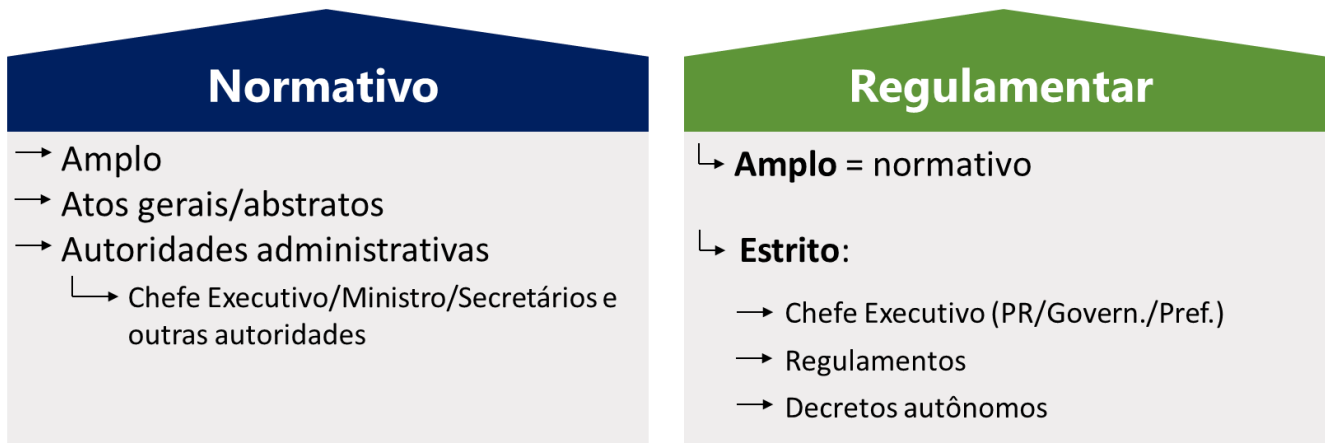 Normativo
Amplo
Atos gerais/abstratos
Autoridades administrativas
Chefe Executivo/Ministro/Secretários e
outras autoridades
Regulamentar
Amplo = normativo
Estrito:
Chefe Executivo (PR/Govern./Pref.)
Regulamentos
Decretos autônomos